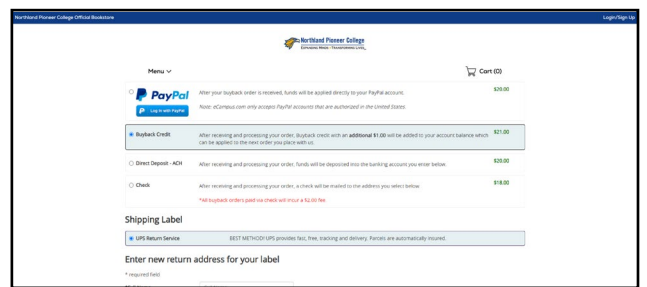 Northland Pioneer College Official Bookstore
Login/Sign Up
Northland Pioneer College
EXPANDING MINDS • TRANSFORMING LIVES
Menu
Cart (0)
PayPal
Log in with PayPal
After your buyback order is received, funds will be applied directly to your PayPal account.
$20.00
Note: eCampus.com only accepts PayPal accounts that are authorized in the United States.
Buyback Credit
After receiving and processing your order, Buyback credit with an additional $1.00 will be added to your account balance which
$21.00
can be applied to the next order you place with us.
Direct Deposit - ACH
After receiving and processing your order, funds will be deposited into the banking account you enter below.
$20.00
Check
After receiving and processing your order, a check will be mailed to the address you select below.
$18.00
*All buyback orders paid via check will incur a $2.00 fee.
Shipping Label
UPS Return Service
BEST METHOD! UPS provides fast, free, tracking and delivery. Parcels are automatically insured.
Enter new return address for your label
* required field